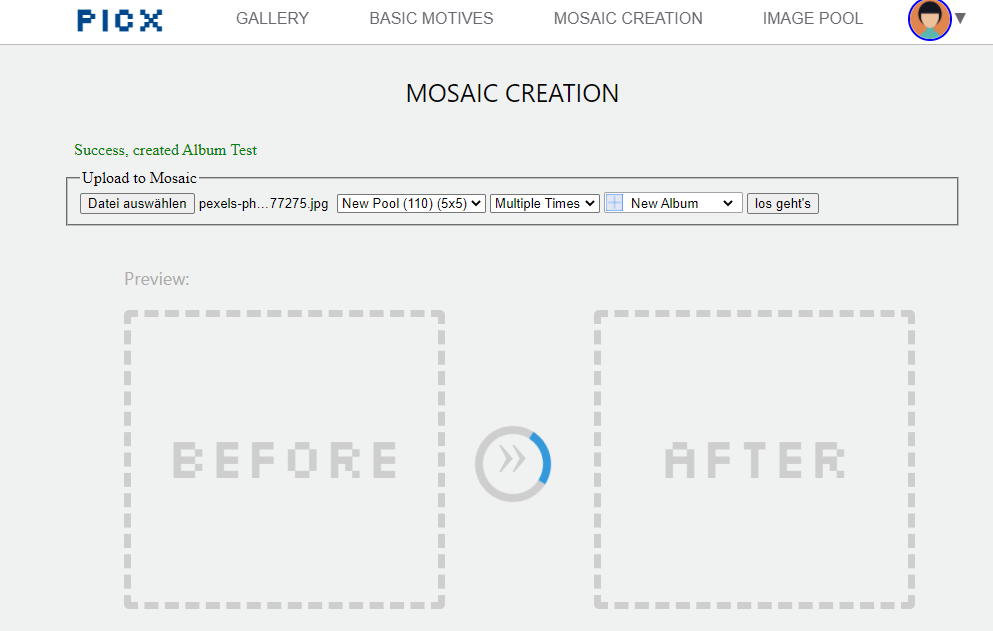 PICX GALLERY BASIC MOTIVES MOSAIC CREATION IMAGE POOL
MOSAIC CREATION
Success, created Album Test
Upload to Mosaic
Datei auswählen pexels-ph…77275.jpg New Pool (110) (5x5) Multiple Times New Album los geht's
Preview:
BEFORE » AFTER